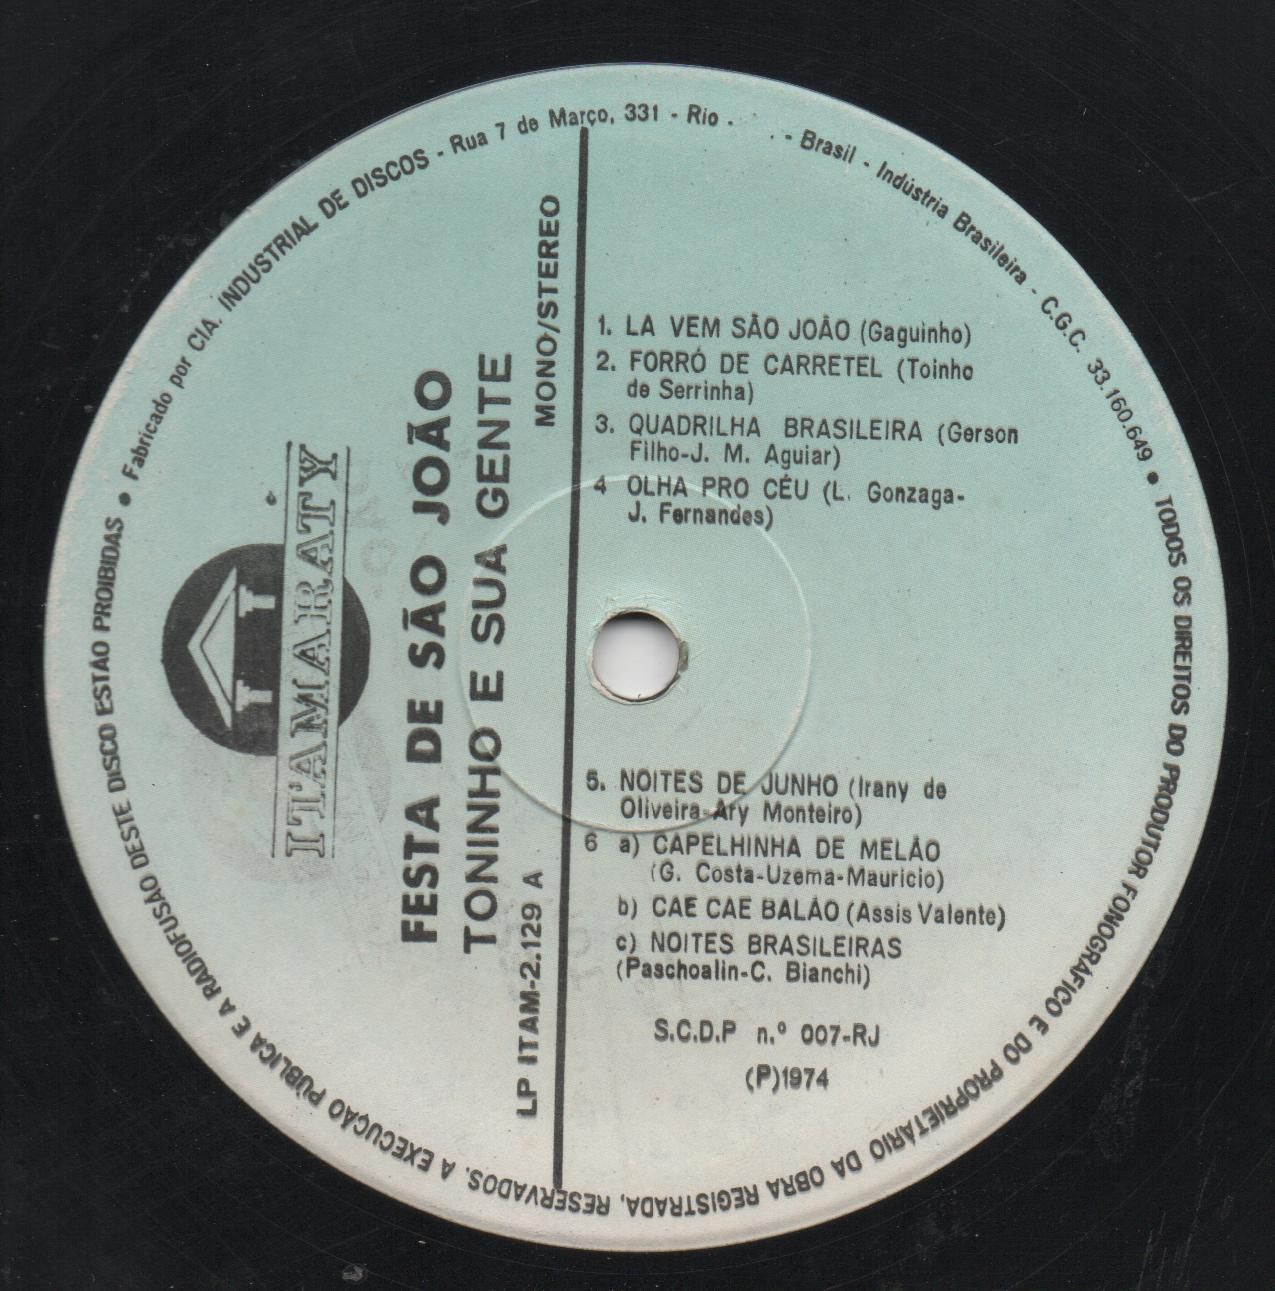 ● Fabricado por CIA. INDUSTRIAL DE DISCOS - Rua 7 de Março, 331 - Rio - - Brasil - Indústria Brasileira - C.G.C. 33.160.649 ● TODOS OS DIREITOS DO PRODUTOR FONOGRÁFICO E DO PROPRIETÁRIO DA OBRA REGISTRADA, RESERVADOS. A EXECUÇÃO PÚBLICA E A RADIOFUSÃO DESTE DISCO ESTÃO PROIBIDAS
ITAMARATY
FESTA DE SÃO JOÃO
TONINHO E SUA GENTE
LP ITAM-2.129 A
MONO/STEREO
1. LA VEM SÃO JOÃO (Gaguinho)
2. FORRÓ DE CARRETEL (Toinho
de Serrinha)
3. QUADRILHA BRASILEIRA (Gerson
Filho-J. M. Aguiar)
4 OLHA PRO CÉU (L. Gonzaga-
J. Fernandes)
5. NOITES DE JUNHO (Irany de
Oliveira-Ary Monteiro)
6 a) CAPELHINHA DE MELÃO
(G. Costa-Uzema-Mauricio)
b) CAE CAE BALÃO (Assis Valente)
c) NOITES BRASILEIRAS
(Paschoalin-C. Bianchi)
S.C.D.P n.º 007-RJ
(P)1974